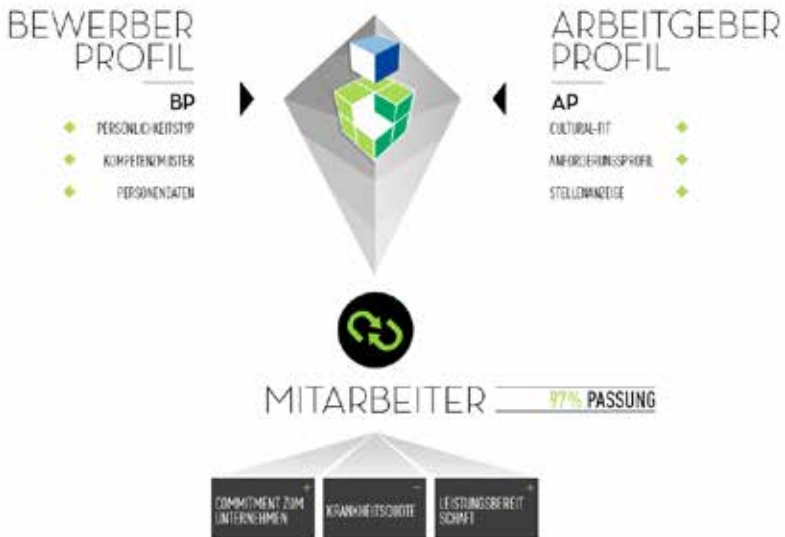 BEWERBER
PROFIL
BP
PERSÖNLICHKEITSTYP
KOMPETENZMUSTER
PERSONENDATEN
ARBEITGEBER
PROFIL
AP
CULTURAL-FIT
ANFORDERUNGSPROFIL
STELLENANZEIGE
MITARBEITER
97% PASSUNG
+
COMMITMENT ZUM
UNTERNEHMEN
-
KRANKHEITSQUOTE
+
LEISTUNGSBEREIT
SCHAFT